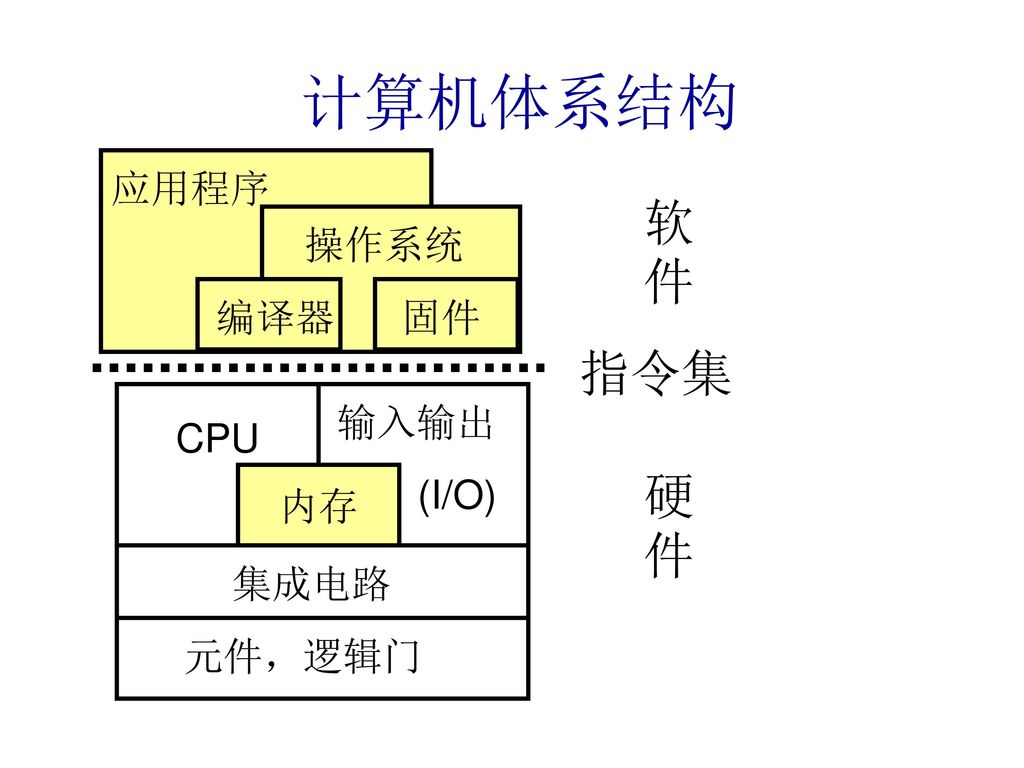 计算机体系结构
应用程序
操作系统
编译器
固件
软
件
指令集
CPU
输入输出
(I/O)
内存
硬
件
集成电路
元件，逻辑门